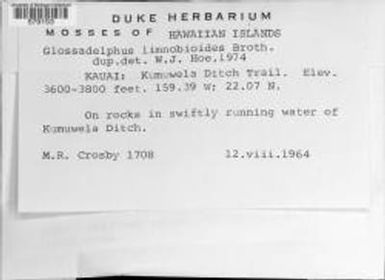 DUKE HERBARIUM
MOSSES OF HAWAIIAN ISLANDS
Glossadelphus limnobioides Broth.
dup.det. W.J. Hoe.1974
KAUAI: Kumuwela Ditch Trail. Elev.
3600-3800 feet. 159.39 W; 22.07 N.
On rocks in swiftly running water of
Kumuwela Ditch.
M.R. Crosby 1708 12.viii.1964